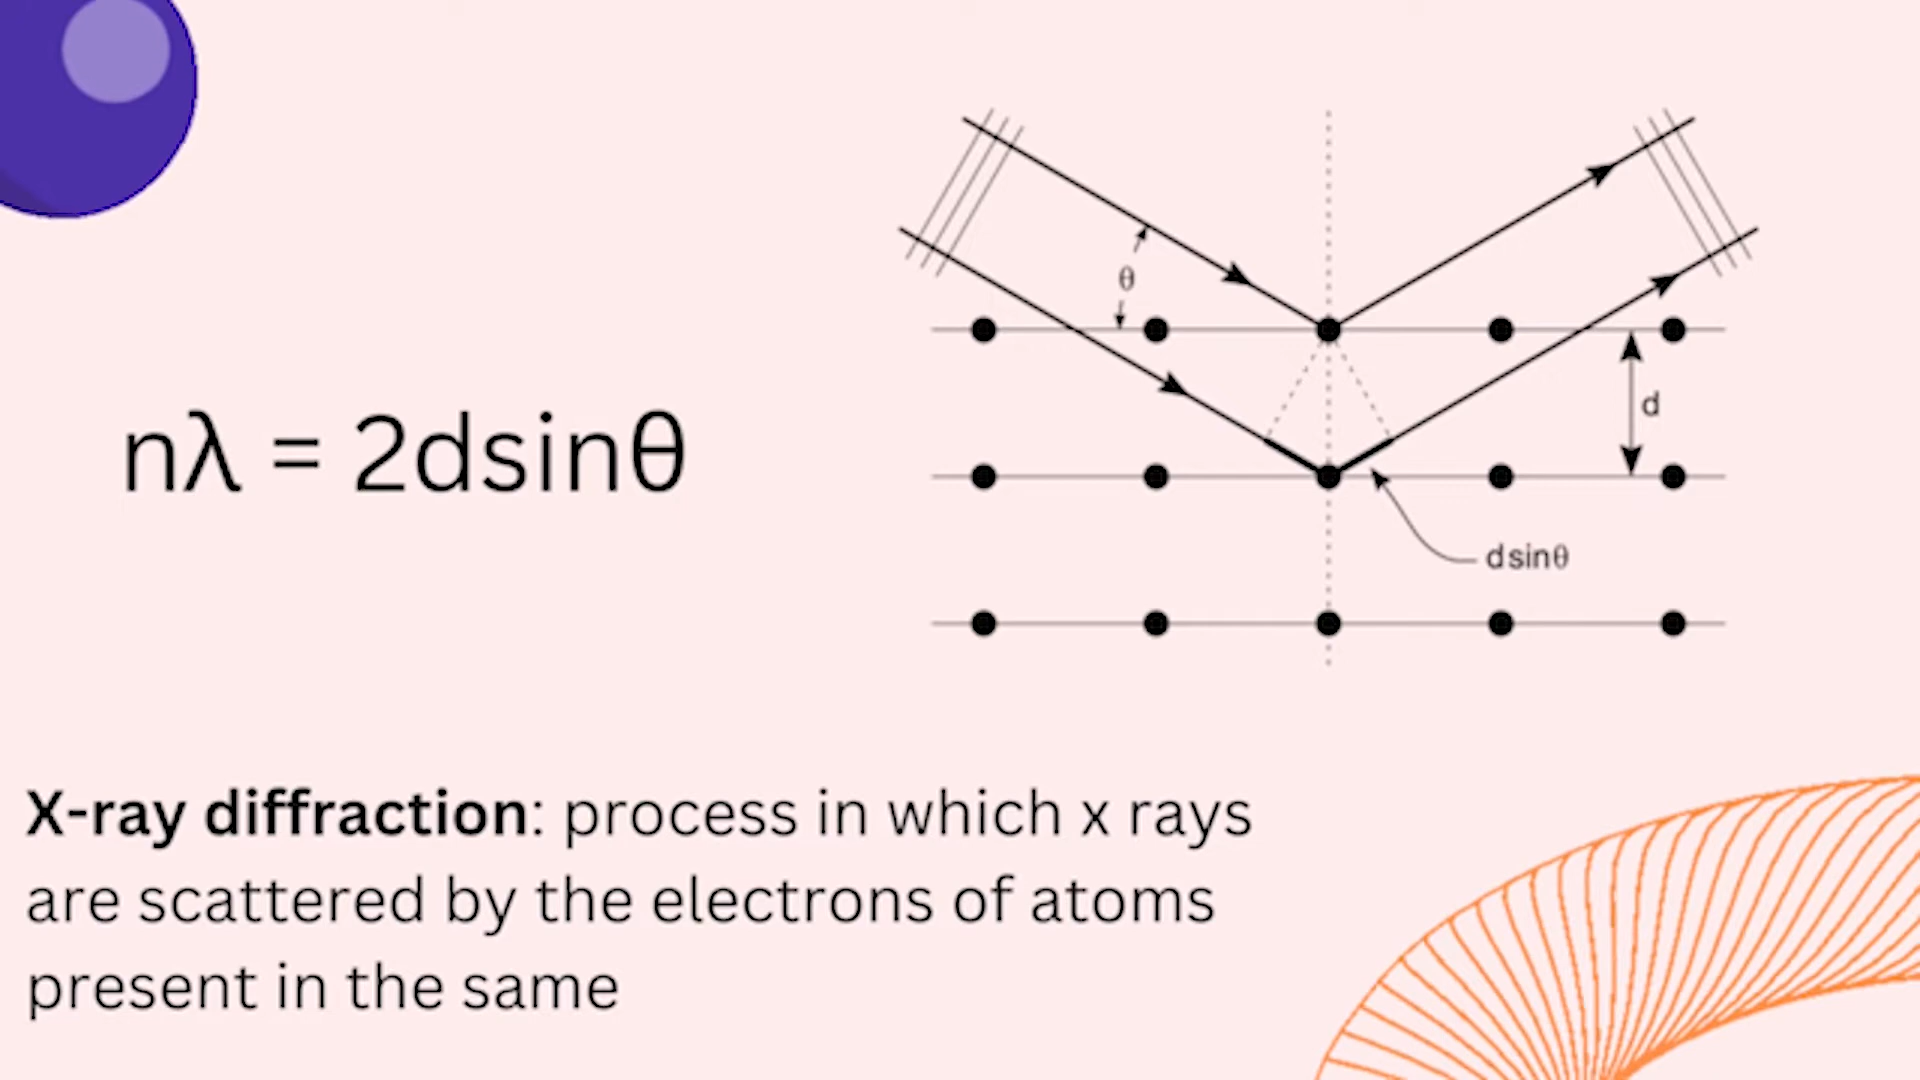 nλ = 2dsinθ
θ
d
dsinθ
X-ray diffraction: process in which x rays
are scattered by the electrons of atoms
present in the same